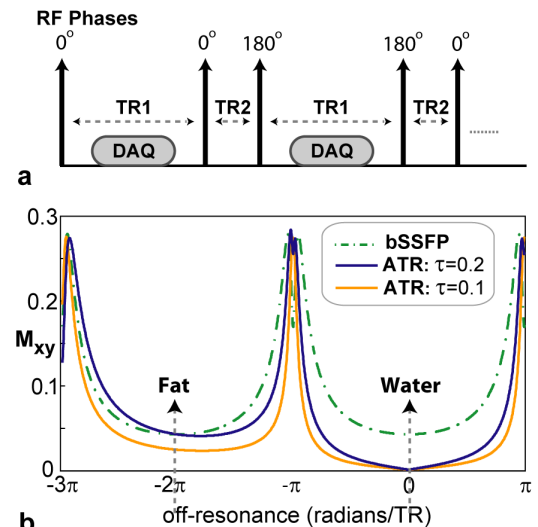 RF Phases
0° 0° 180° 180° 0°
TR1 TR2 TR1 TR2
DAQ DAQ
a
0.3
bSSFP
ATR: τ=0.2
ATR: τ=0.1
0.2
Mxy
0.1
Fat Water
0
-3π -2π -π 0 π
off-resonance (radians/TR)
b